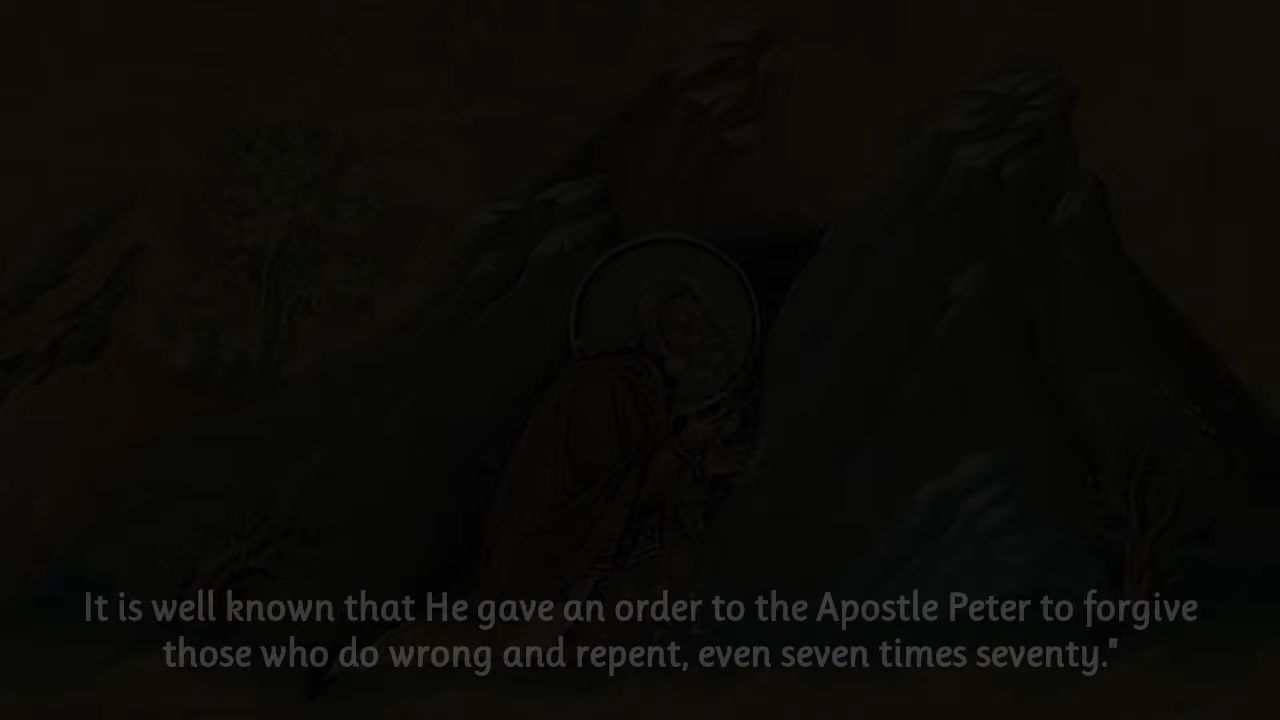 It is well known that He gave an order to the Apostle Peter to forgive
those who do wrong and repent, even seven times seventy."